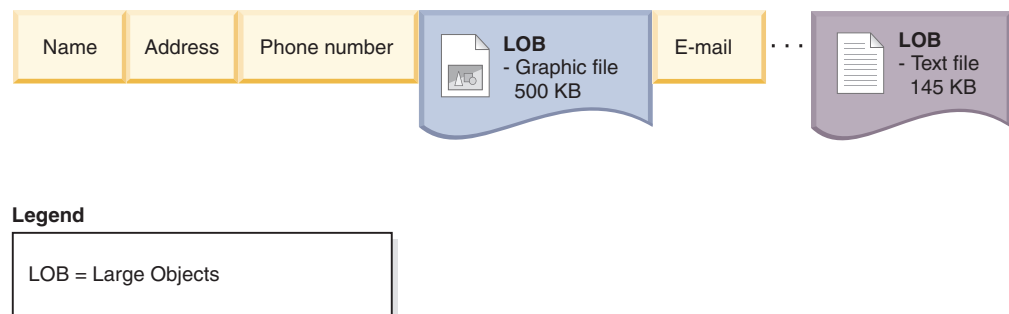 Name
Address
Phone number
LOB
- Graphic file
500 KB
E-mail
. . .
LOB
- Text file
145 KB
Legend
LOB = Large Objects